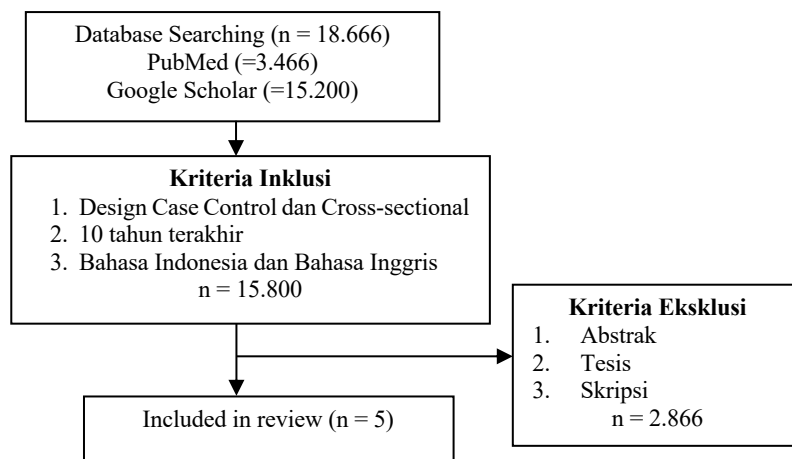 Database Searching (n = 18.666)
PubMed (=3.466)
Google Scholar (=15.200)
Kriteria Inklusi
1. Design Case Control dan Cross-sectional
2. 10 tahun terakhir
3. Bahasa Indonesia dan Bahasa Inggris
n = 15.800
Kriteria Eksklusi
1. Abstrak
2. Tesis
3. Skripsi
n = 2.866
Included in review (n = 5)